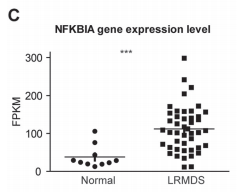 C
NFKBIA gene expression level
***
300
200
100
0
FPKM
Normal LRMDS